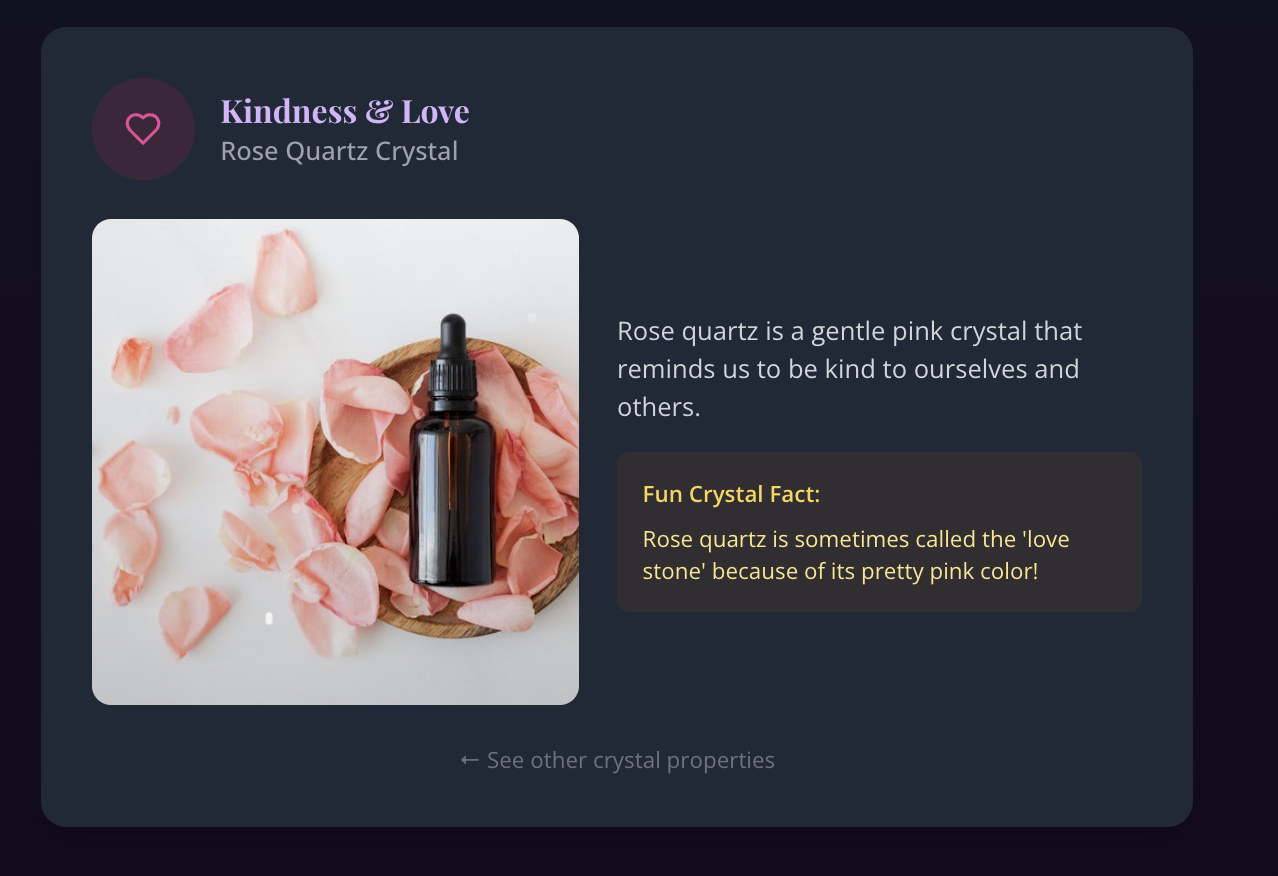 Kindness & Love
Rose Quartz Crystal
Rose quartz is a gentle pink crystal that
reminds us to be kind to ourselves and
others.
Fun Crystal Fact:
Rose quartz is sometimes called the 'love
stone' because of its pretty pink color!
← See other crystal properties